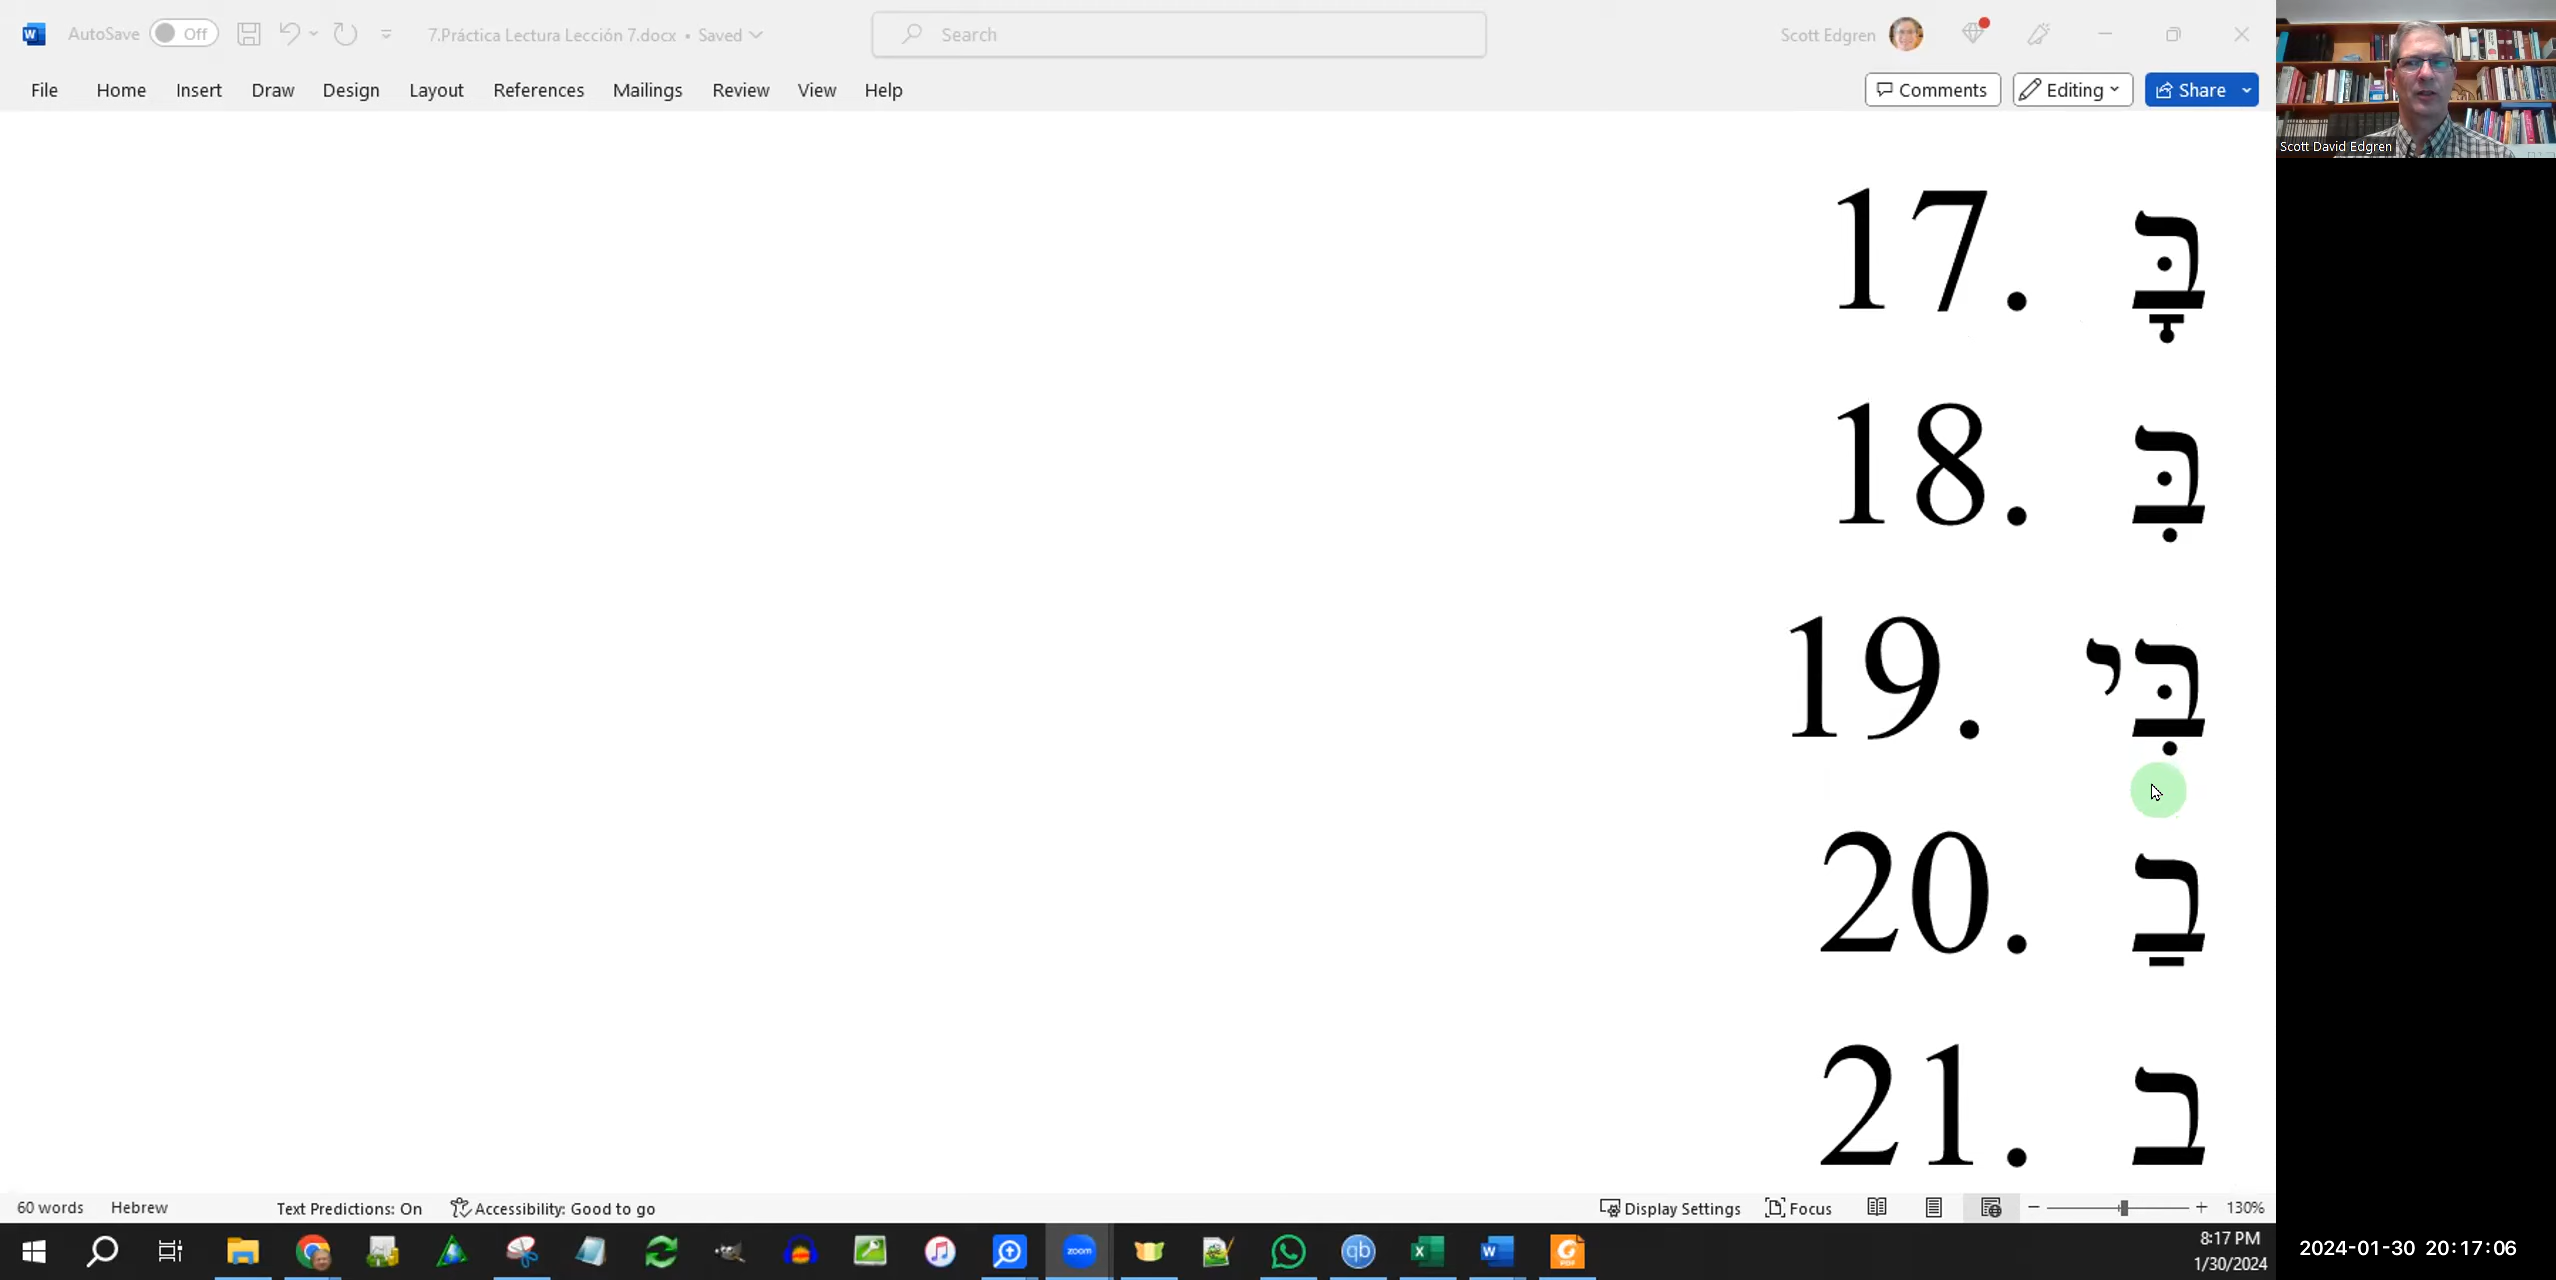 AutoSave Off 7.Práctica Lectura Lección 7.docx • Saved Search Scott Edgren
File Home Insert Draw Design Layout References Mailings Review View Help Comments Editing Share
Scott David Edgren
17. בָּ
18. בִּ
19. בִּי
20. בַ
21. ב
60 words Hebrew Text Predictions: On Accessibility: Good to go Display Settings Focus 130%
zoom qb
8:17 PM
1/30/2024
2024-01-30 20:17:06